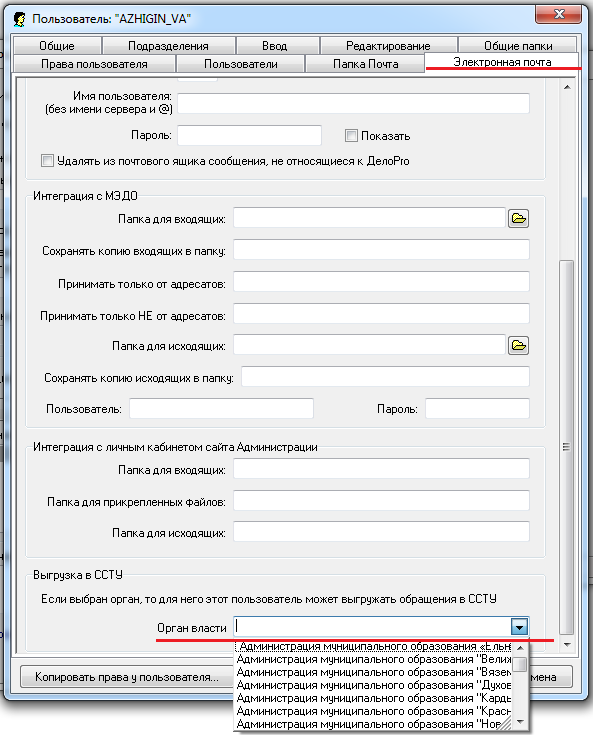 Пользователь: "AZHIGIN_VA"
Общие Подразделения Ввод Редактирование Общие папки
Права пользователя Пользователи Папка Почта Электронная почта
Имя пользователя:
(без имени сервера и @)
Пароль: Показать
Удалять из почтового ящика сообщения, не относящиеся к ДелоPro
Интеграция с МЭДО
Папка для входящих:
Сохранять копию входящих в папку:
Принимать только от адресатов:
Принимать только НЕ от адресатов:
Папка для исходящих:
Сохранять копию исходящих в папку:
Пользователь: Пароль:
Интеграция с личным кабинетом сайта Администрации
Папка для входящих:
Папка для прикрепленных файлов:
Папка для исходящих:
Выгрузка в ССТУ
Если выбран орган, то для него этот пользователь может выгружать обращения в ССТУ
Орган власти
Администрация муниципального образования «Ельн
Администрация муниципального образования "Велиж
Копировать права у пользователя... мена
Администрация муниципального образования "Вязем
Администрация муниципального образования "Духов
Администрация муниципального образования "Карды
Администрация муниципального образования "Красн
Администрация муниципального образования "Нов